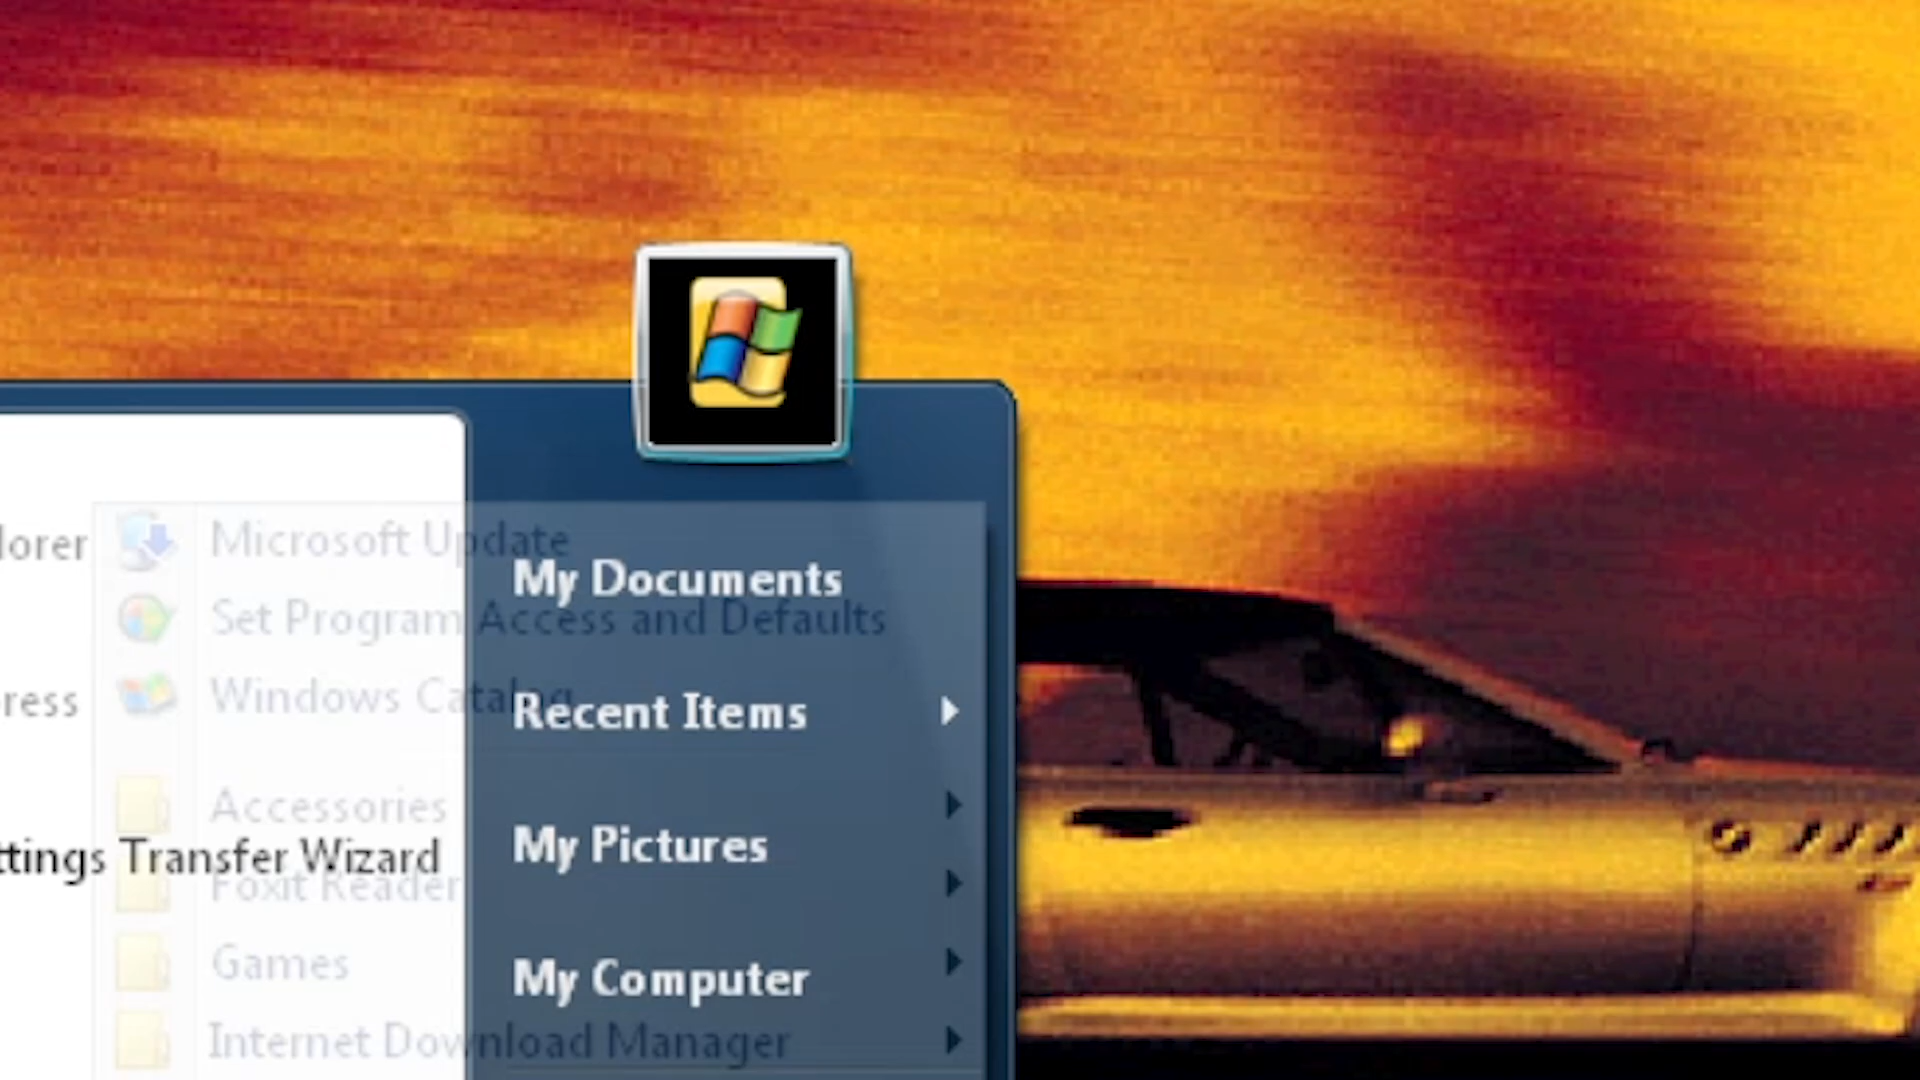 lorer
Microsoft Update
My Documents
Set Program Access and Defaults
ress
Windows Catalog
Recent Items
Accessories
My Pictures
ttings Transfer Wizard
Foxit Reader
Games
My Computer
Internet Download Manager